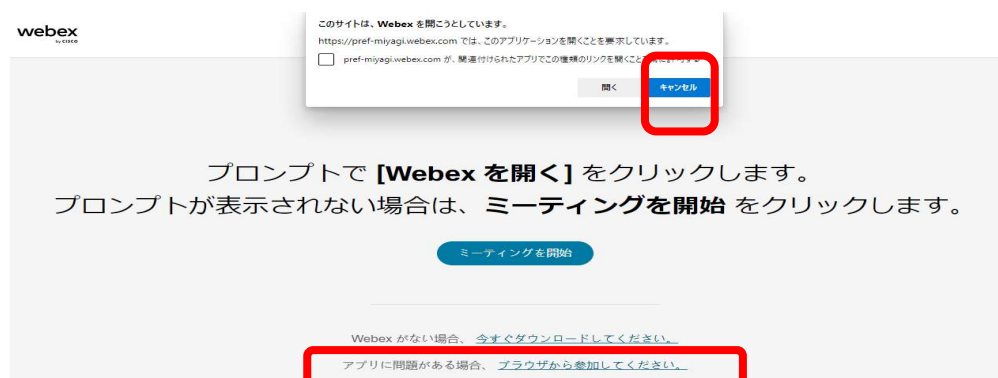 webex
by CISCO
このサイトは、Webex を開こうとしています。
https://pref-miyagi.webex.com では、このアプリケーションを開くことを要求しています。
pref-miyagi.webex.com が、関連付けられたアプリでこの種類のリンクを開くこと
開く
キャンセル
プロンプトで [Webex を開く] をクリックします。
プロンプトが表示されない場合は、ミーティングを開始 をクリックします。
ミーティングを開始
Webex がない場合、 今すぐダウンロードしてください。
アプリに問題がある場合、 ブラウザから参加してください。